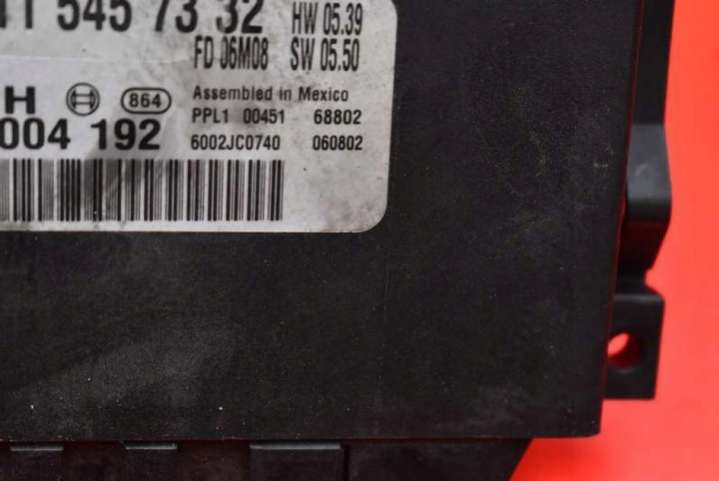 545 73 32 HW 05.39
FD 06M08 SW 05.50
H 864 Assembled in Mexico
PPL1 00451 68802
004 192 6002JC0740 060802